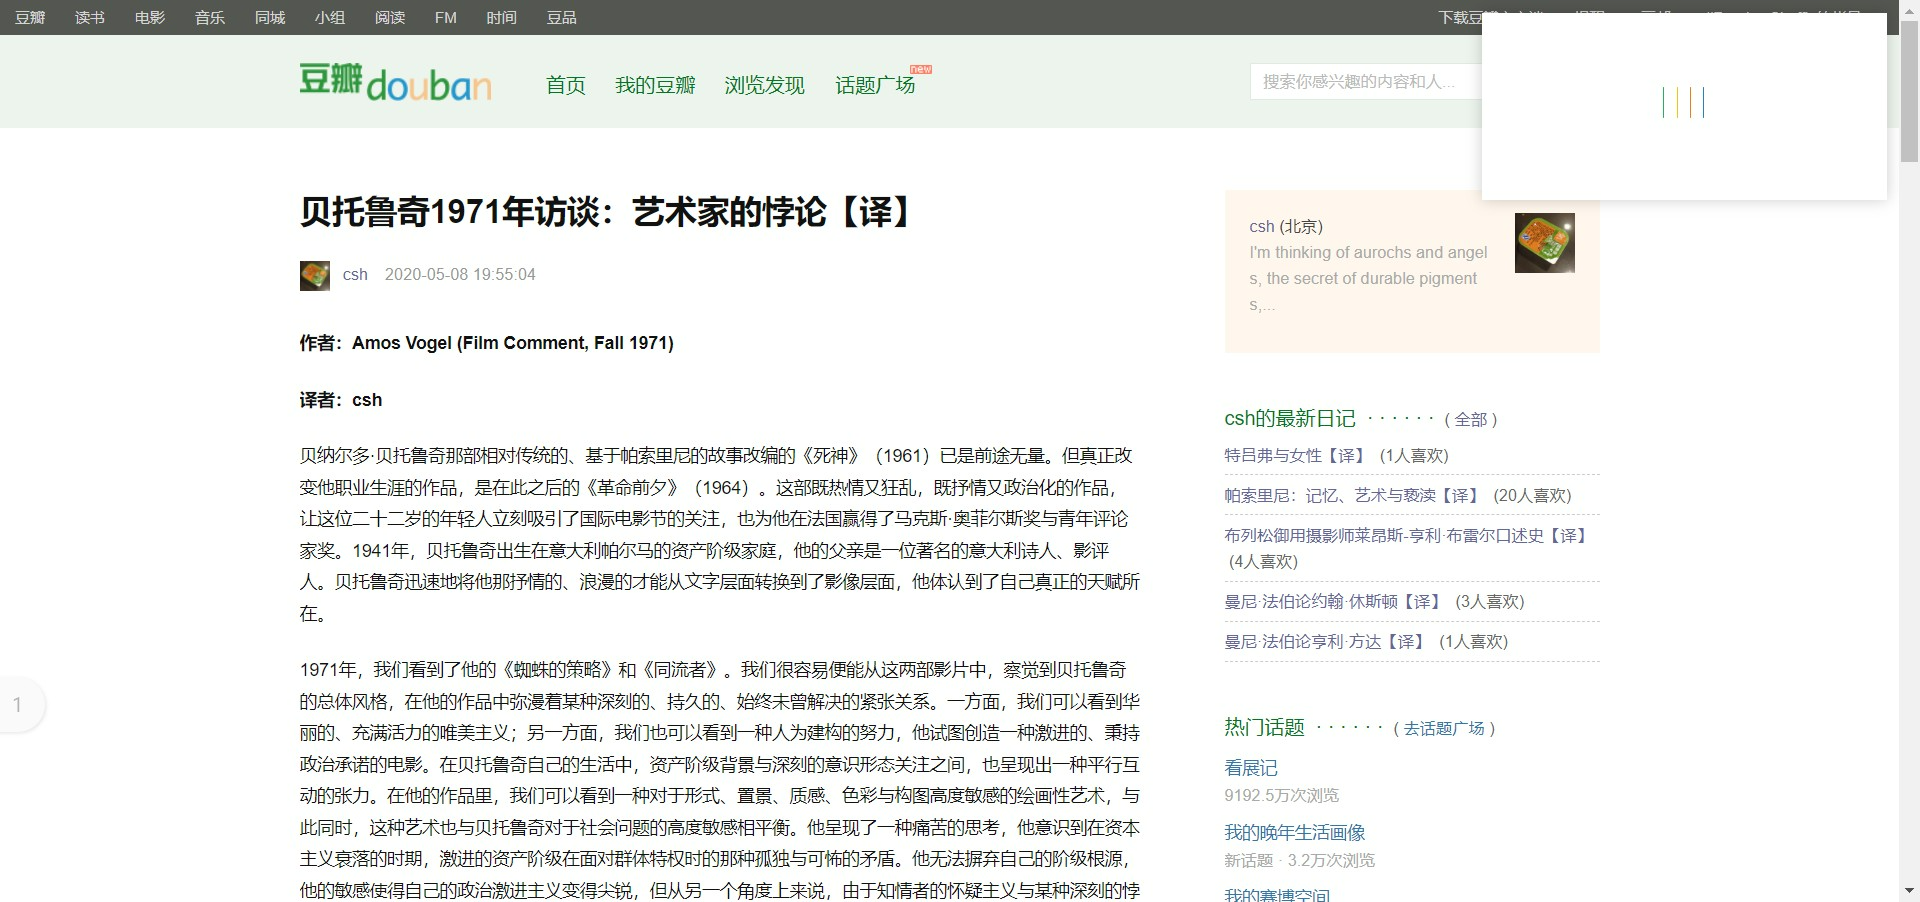 豆瓣 读书 电影 音乐 同城 小组 阅读 FM 时间 豆品
豆瓣douban
首页 我的豆瓣 浏览发现 话题广场 new
搜索你感兴趣的内容和人...
贝托鲁奇1971年访谈：艺术家的悖论【译】
csh 2020-05-08 19:55:04
作者：Amos Vogel (Film Comment, Fall 1971)
译者：csh
贝纳尔多·贝托鲁奇那部相对传统的、基于帕索里尼的故事改编的《死神》（1961）已是前途无量。但真正改
变他职业生涯的作品，是在此之后的《革命前夕》（1964）。这部既热情又狂乱，既抒情又政治化的作品，
让这位二十二岁的年轻人立刻吸引了国际电影节的关注，也为他在法国赢得了马克斯·奥菲尔斯奖与青年评论
家奖。1941年，贝托鲁奇出生在意大利帕尔马的资产阶级家庭，他的父亲是一位著名的意大利诗人、影评
人。贝托鲁奇迅速地将他那抒情的、浪漫的才能从文字层面转换到了影像层面，他体认到了自己真正的天赋所
在。
1971年，我们看到了他的《蜘蛛的策略》和《同流者》。我们很容易便能从这两部影片中，察觉到贝托鲁奇
的总体风格，在他的作品中弥漫着某种深刻的、持久的、始终未曾解决的紧张关系。一方面，我们可以看到华
丽的、充满活力的唯美主义；另一方面，我们也可以看到一种人为建构的努力，他试图创造一种激进的、秉持
政治承诺的电影。在贝托鲁奇自己的生活中，资产阶级背景与深刻的意识形态关注之间，也呈现出一种平行互
动的张力。在他的作品里，我们可以看到一种对于形式、置景、质感、色彩与构图高度敏感的绘画性艺术，与
此同时，这种艺术也与贝托鲁奇对于社会问题的高度敏感相平衡。他呈现了一种痛苦的思考，他意识到在资本
主义衰落的时期，激进的资产阶级在面对群体特权时的那种孤独与可怖的矛盾。他无法摒弃自己的阶级根源，
他的敏感使得自己的政治激进主义变得尖锐，但从另一个角度上来说，由于知情者的怀疑主义与某种深刻的悖
1
csh (北京)
I'm thinking of aurochs and angel
s, the secret of durable pigment
s,...
csh的最新日记 · · · · · · ( 全部 )
特吕弗与女性【译】 (1人喜欢)
帕索里尼：记忆、艺术与亵渎【译】 (20人喜欢)
布列松御用摄影师莱昂斯-亨利·布雷尔口述史【译】
(4人喜欢)
曼尼·法伯论约翰·休斯顿【译】 (3人喜欢)
曼尼·法伯论亨利·方达【译】 (1人喜欢)
热门话题 · · · · · · ( 去话题广场 )
看展记
9192.5万次浏览
我的晚年生活画像
新话题 · 3.2万次浏览
我的赛博空间